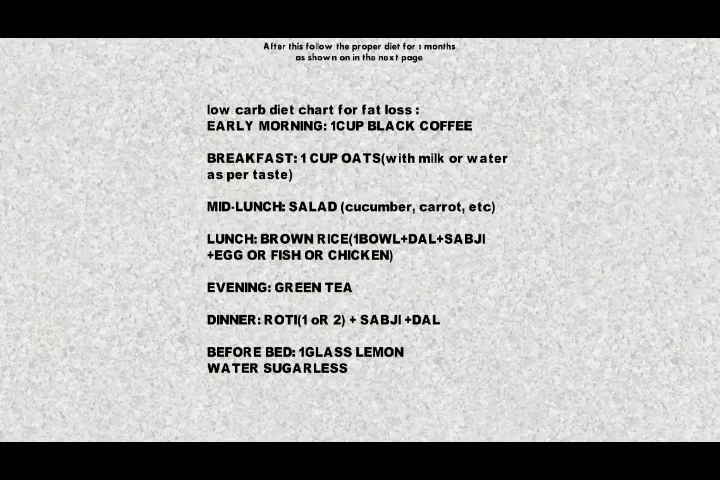 After this follow the proper diet for 1 months
as shown on in the next page
low carb diet chart for fat loss :
EARLY MORNING: 1CUP BLACK COFFEE
BREAKFAST: 1 CUP OATS(with milk or water
as per taste)
MID-LUNCH: SALAD (cucumber, carrot, etc)
LUNCH: BROWN RICE(1BOWL+DAL+SABJI
+EGG OR FISH OR CHICKEN)
EVENING: GREEN TEA
DINNER: ROTI(1 oR 2) + SABJI +DAL
BEFORE BED: 1GLASS LEMON
WATER SUGARLESS